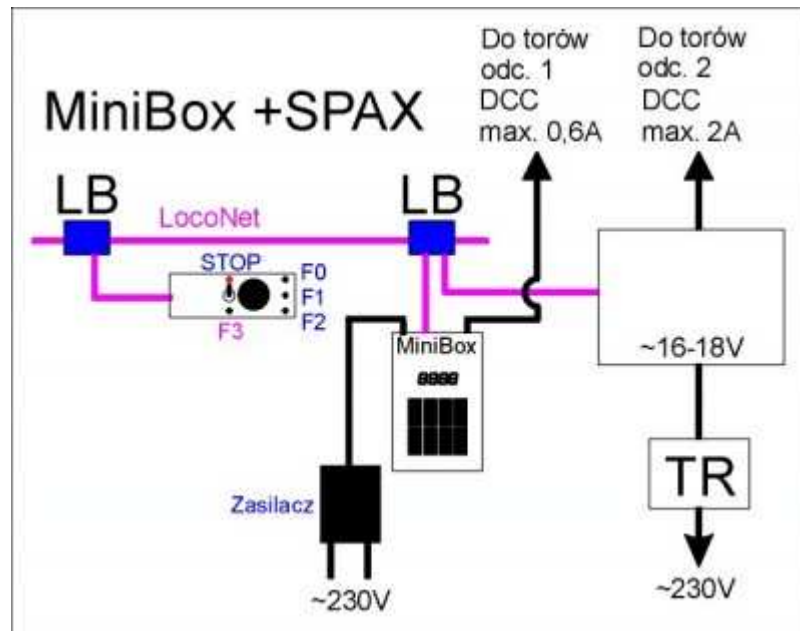 Do torów
odc. 1
DCC
max. 0,6A
Do torów
odc. 2
DCC
max. 2A
MiniBox +SPAX
LB
LB
LocoNet
STOP
F0
F1
F2
F3
MiniBox
8888
~16-18V
TR
Zasilacz
~230V
~230V